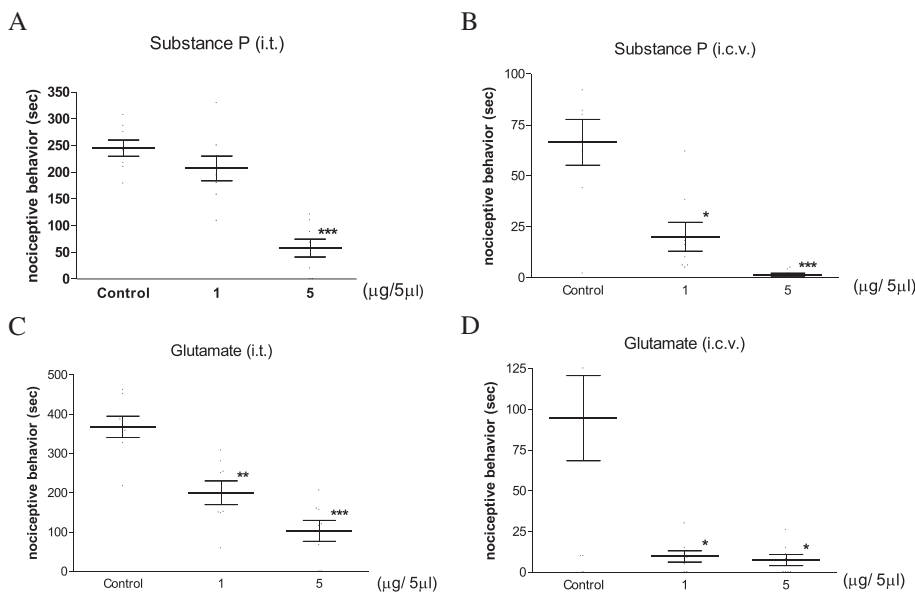 A
Substance P (i.t.)
nociceptive behavior (sec)
350
300
250
200
150
100
50
0
***
Control 1 5 (μg/5μl)
B
Substance P (i.c.v.)
nociceptive behavior (sec)
100
75
50
25
0
*
***
Control 1 5 (μg/ 5μl)
C
Glutamate (i.t.)
nociceptive behavior (sec)
500
400
300
200
100
0
**
***
Control 1 5 (μg/ 5μl)
D
Glutamate (i.c.v.)
nociceptive behavior (sec)
125
100
75
50
25
0
*
*
Control 1 5 (μg/ 5μl)